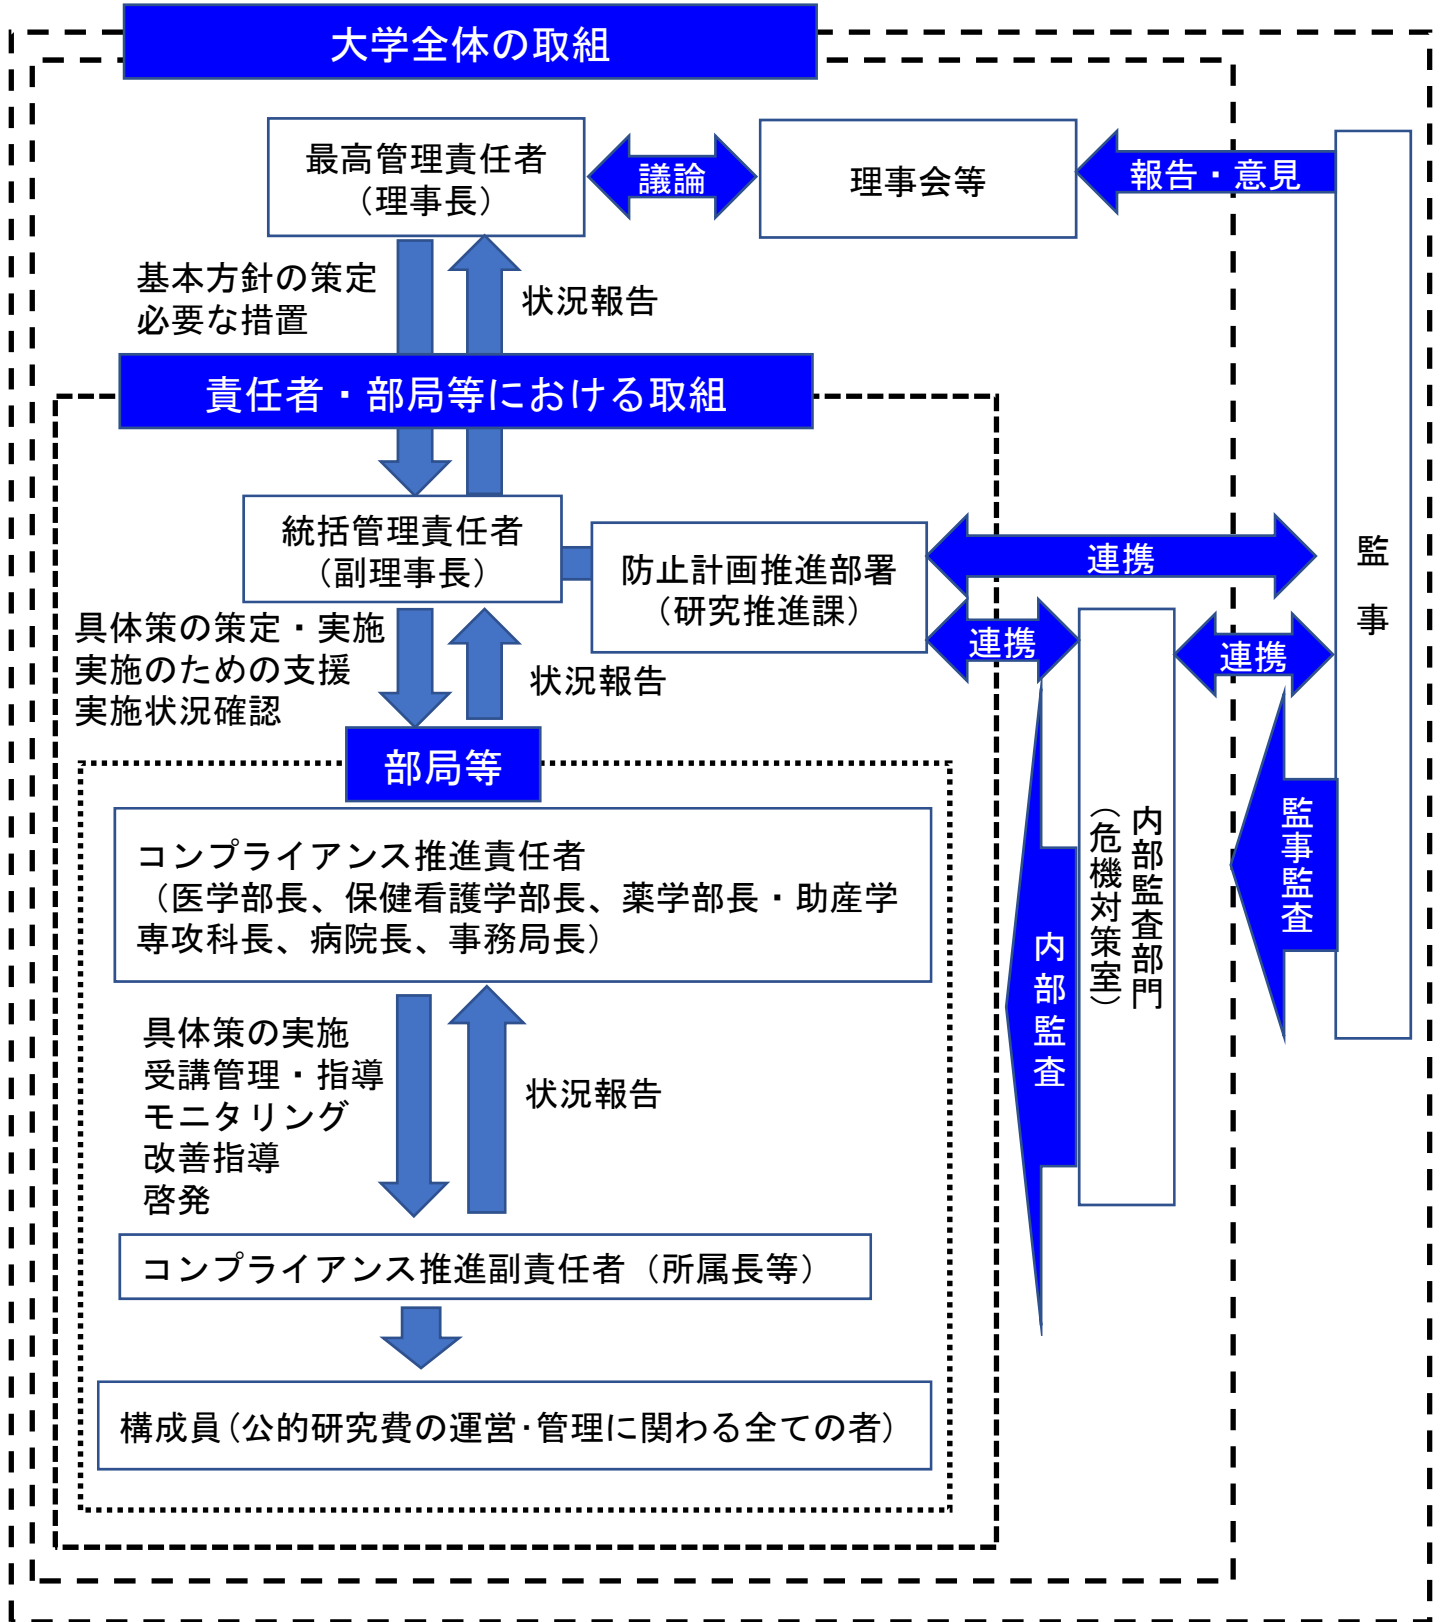 大学全体の取組
最高管理責任者
（理事長）
議論
理事会等
報告・意見
基本方針の策定
必要な措置
状況報告
責任者・部局等における取組
統括管理責任者
（副理事長）
防止計画推進部署
（研究推進課）
連携
監事
連携
連携
具体策の策定・実施
実施のための支援
実施状況確認
状況報告
部局等
コンプライアンス推進責任者
（医学部長、保健看護学部長、薬学部長・助産学
専攻科長、病院長、事務局長）
内部監査部門
（危機対策室）
監事監査
内部監査
具体策の実施
受講管理・指導
モニタリング
改善指導
啓発
状況報告
コンプライアンス推進副責任者（所属長等）
構成員（公的研究費の運営･管理に関わる全ての者）